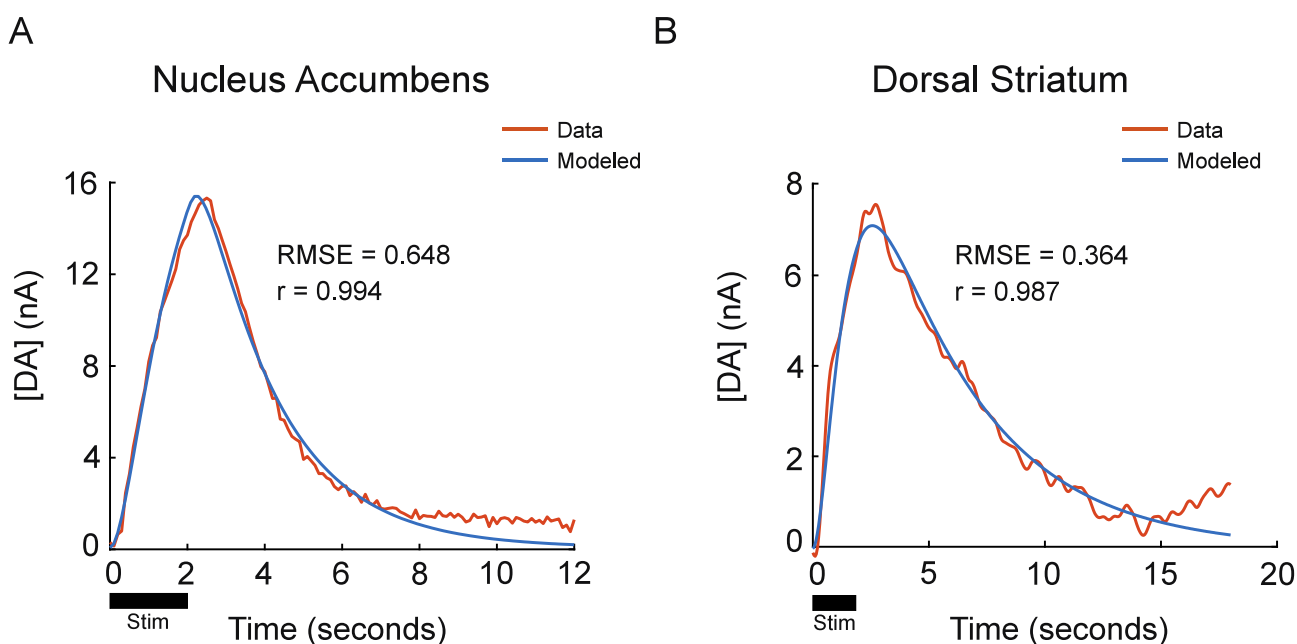 A
Nucleus Accumbens
Data
Modeled
16
12
8
4
0
[DA] (nA)
RMSE = 0.648
r = 0.994
0 2 4 6 8 10 12
Stim
Time (seconds)
B
Dorsal Striatum
Data
Modeled
8
6
4
2
0
[DA] (nA)
RMSE = 0.364
r = 0.987
0 5 10 15 20
Stim
Time (seconds)